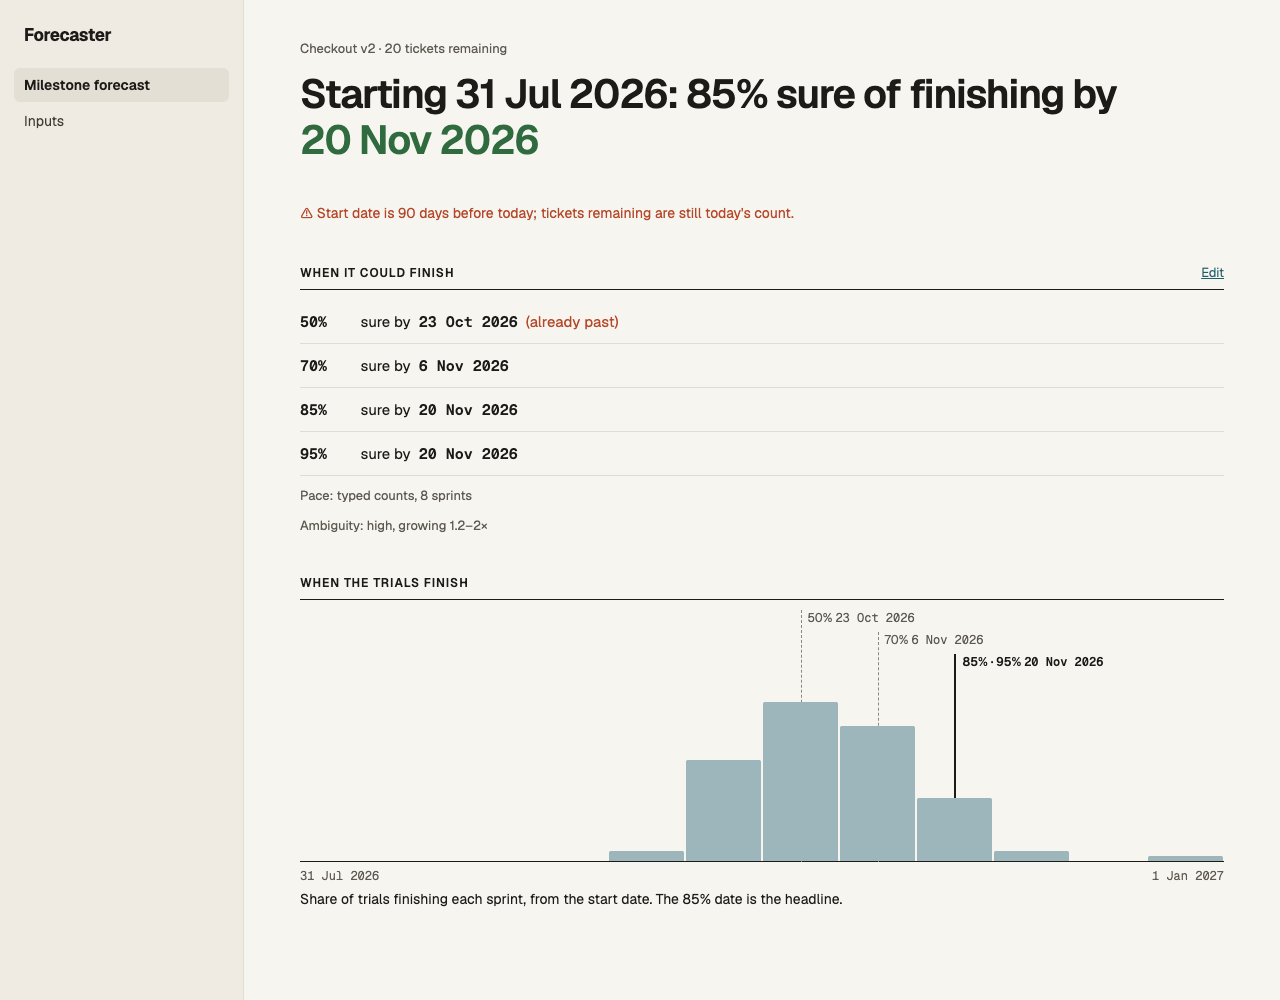 Forecaster
Milestone forecast
Inputs
Checkout v2 · 20 tickets remaining
Starting 31 Jul 2026: 85% sure of finishing by
20 Nov 2026
⚠ Start date is 90 days before today; tickets remaining are still today's count.
WHEN IT COULD FINISH Edit
50% sure by 23 Oct 2026 (already past)
70% sure by 6 Nov 2026
85% sure by 20 Nov 2026
95% sure by 20 Nov 2026
Pace: typed counts, 8 sprints
Ambiguity: high, growing 1.2–2×
WHEN THE TRIALS FINISH
50% 23 Oct 2026
70% 6 Nov 2026
85% · 95% 20 Nov 2026
31 Jul 2026 1 Jan 2027
Share of trials finishing each sprint, from the start date. The 85% date is the headline.